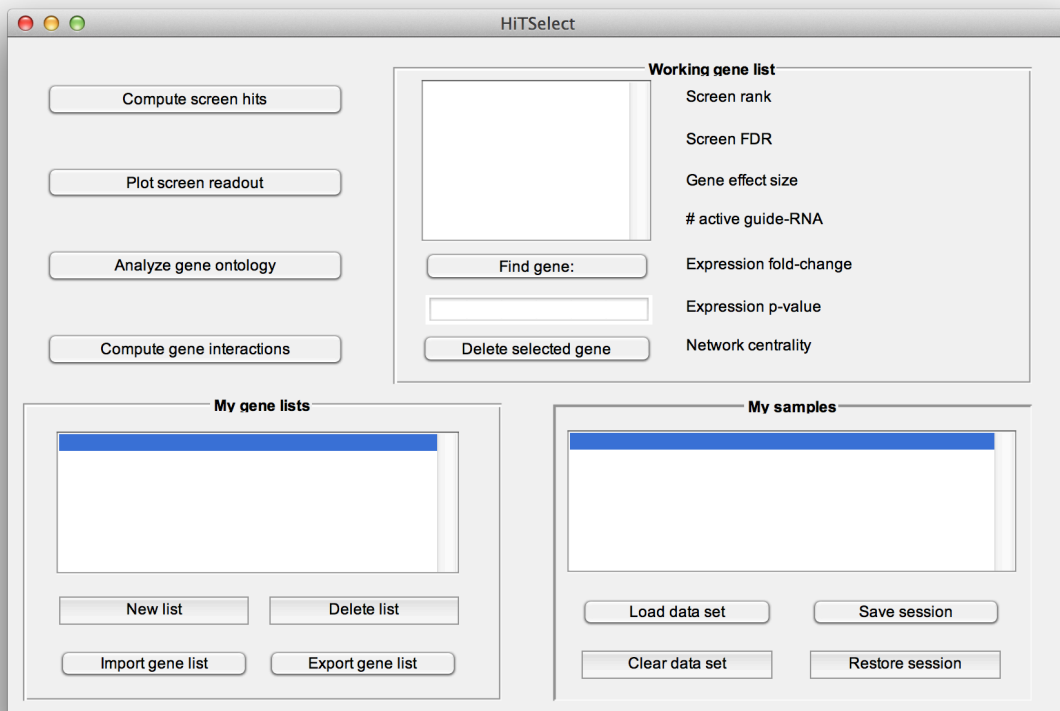 HiTSelect
Compute screen hits
Plot screen readout
Analyze gene ontology
Compute gene interactions
Working gene list
Screen rank
Screen FDR
Gene effect size
# active guide-RNA
Find gene:
Expression fold-change
Expression p-value
Delete selected gene
Network centrality
My gene lists
New list
Delete list
Import gene list
Export gene list
My samples
Load data set
Save session
Clear data set
Restore session